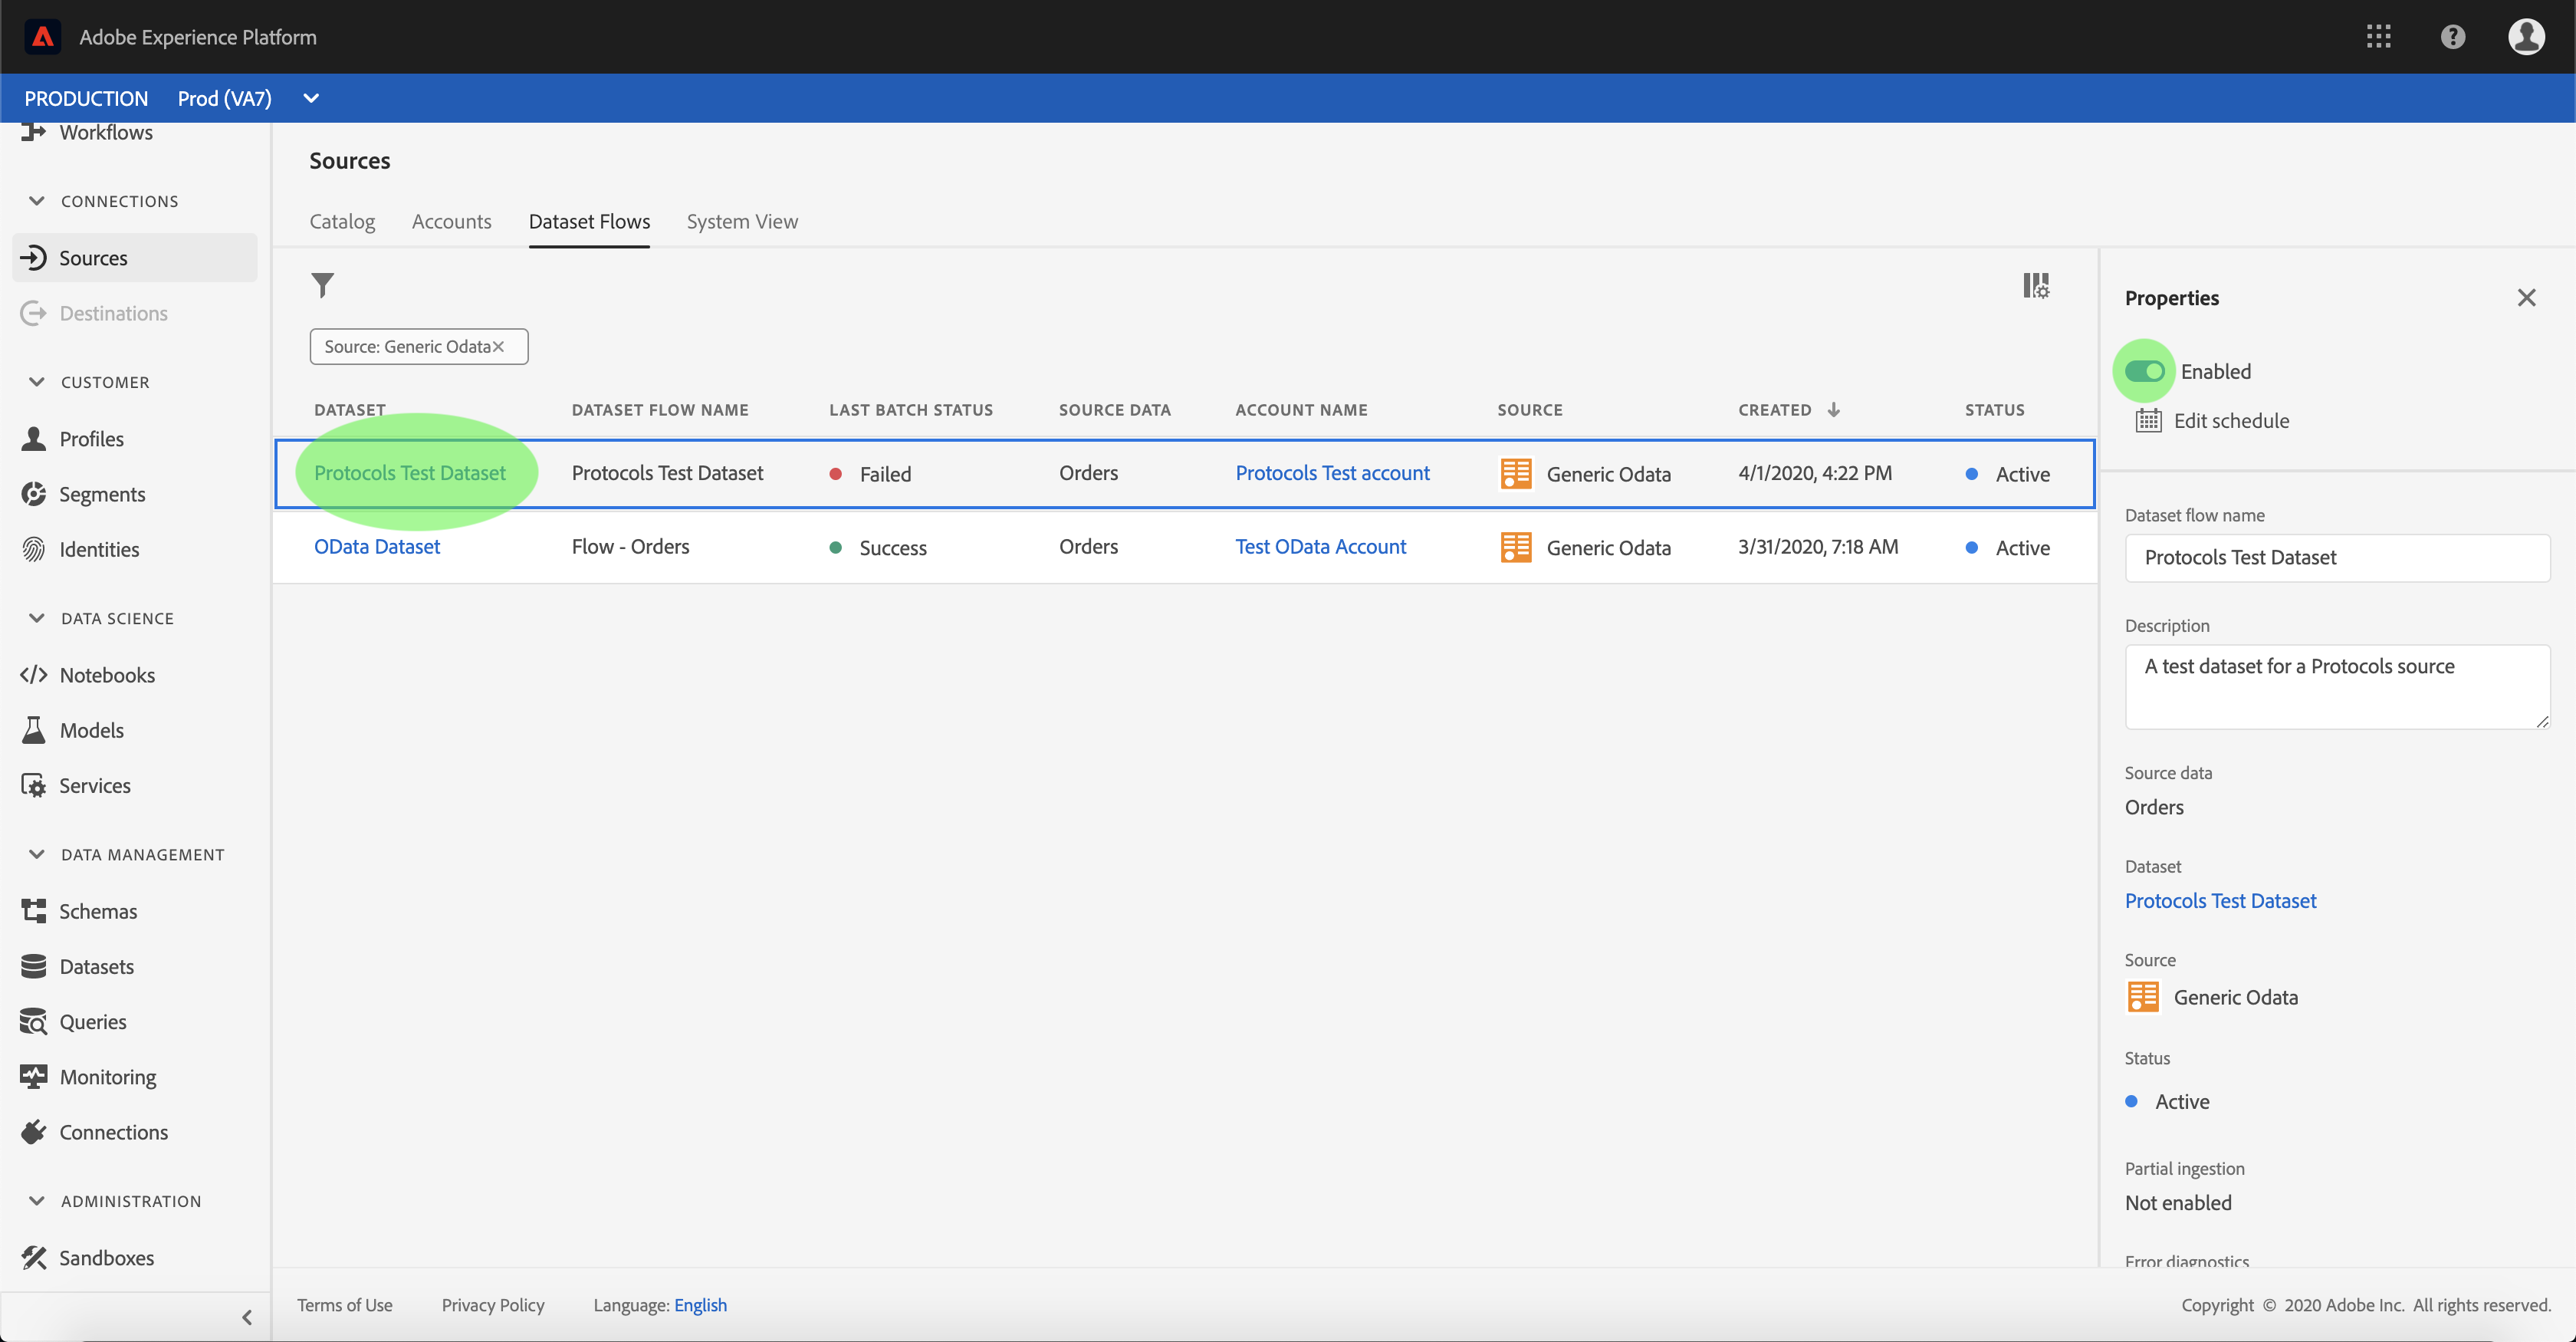 Adobe Experience Platform
PRODUCTION Prod (VA7)
Workflows
CONNECTIONS
Sources
Destinations
CUSTOMER
Profiles
Segments
Identities
DATA SCIENCE
Notebooks
Models
Services
DATA MANAGEMENT
Schemas
Datasets
Queries
Monitoring
Connections
ADMINISTRATION
Sandboxes
Sources
Catalog Accounts Dataset Flows System View
Source: Generic Odata
DATASET DATASET FLOW NAME LAST BATCH STATUS SOURCE DATA ACCOUNT NAME SOURCE CREATED STATUS
Protocols Test Dataset Protocols Test Dataset Failed Orders Protocols Test account Generic Odata 4/1/2020, 4:22 PM Active
OData Dataset Flow - Orders Success Orders Test OData Account Generic Odata 3/31/2020, 7:18 AM Active
Properties
Enabled
Edit schedule
Dataset flow name
Protocols Test Dataset
Description
A test dataset for a Protocols source
Source data
Orders
Dataset
Protocols Test Dataset
Source
Generic Odata
Status
Active
Partial ingestion
Not enabled
Error diagnostics
Terms of Use Privacy Policy Language: English
Copyright © 2020 Adobe Inc. All rights reserved.